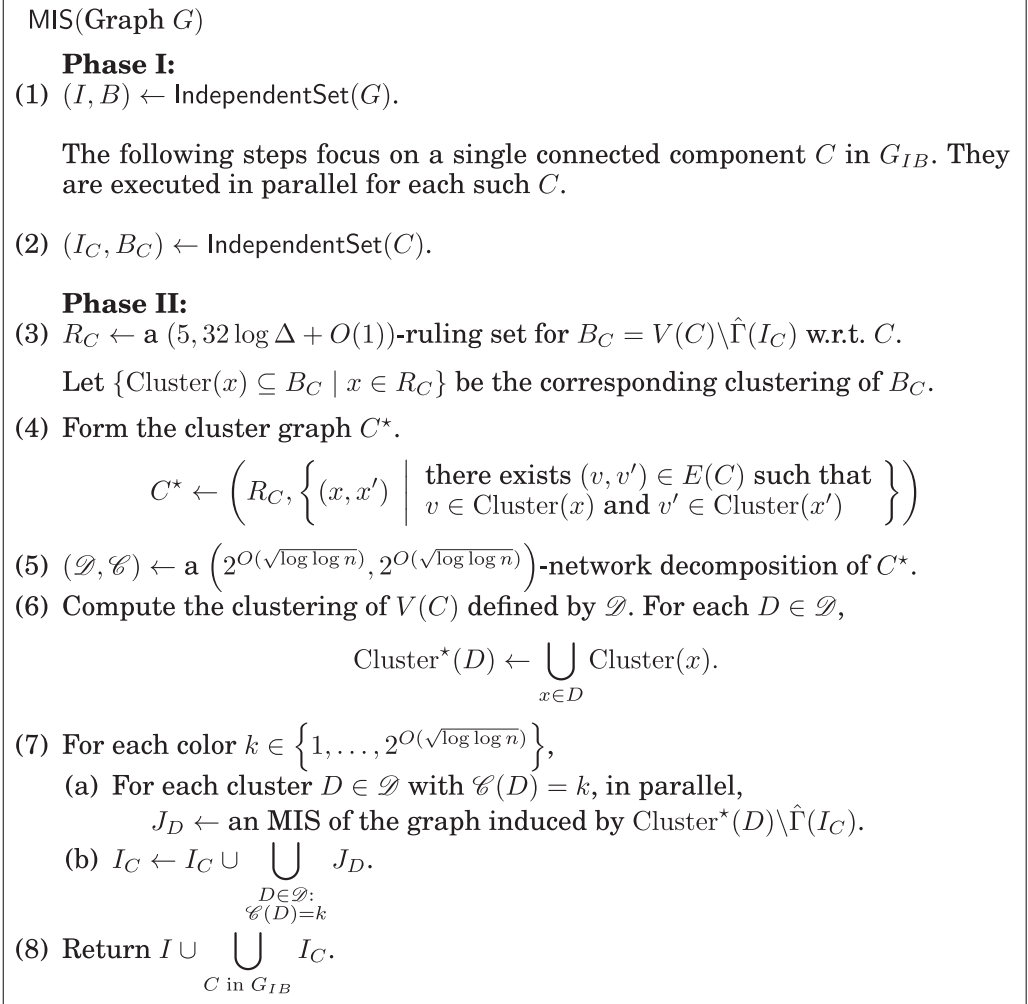 MIS(Graph G)
Phase I:
(1) (I, B) ← IndependentSet(G).
The following steps focus on a single connected component C in G_{IB}. They
are executed in parallel for each such C.
(2) (I_C, B_C) ← IndependentSet(C).
Phase II:
(3) R_C ← a (5, 32 log Δ + O(1))-ruling set for B_C = V(C)\Γ̂(I_C) w.r.t. C.
Let {Cluster(x) ⊆ B_C | x ∈ R_C} be the corresponding clustering of B_C.
(4) Form the cluster graph C^⋆.
C^⋆ ← (R_C, {(x, x′) | there exists (v, v′) ∈ E(C) such that
v ∈ Cluster(x) and v′ ∈ Cluster(x′) })
(5) (𝒟, 𝒞) ← a (2^{O(√log log n)}, 2^{O(√log log n)})-network decomposition of C^⋆.
(6) Compute the clustering of V(C) defined by 𝒟. For each D ∈ 𝒟,
Cluster^⋆(D) ← ⋃_{x∈D} Cluster(x).
(7) For each color k ∈ {1, . . . , 2^{O(√log log n)}},
(a) For each cluster D ∈ 𝒟 with 𝒞(D) = k, in parallel,
J_D ← an MIS of the graph induced by Cluster^⋆(D)\Γ̂(I_C).
(b) I_C ← I_C ∪ ⋃_{D∈𝒟: 𝒞(D)=k} J_D.
(8) Return I ∪ ⋃_{C in G_{IB}} I_C.